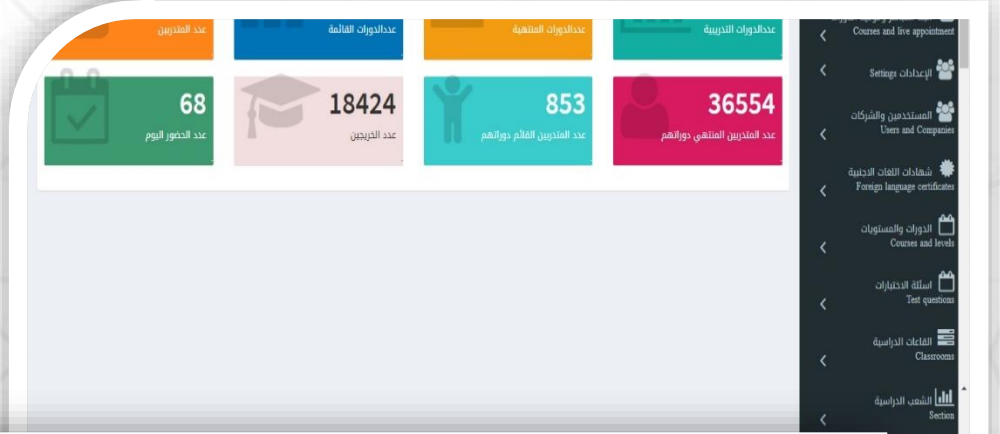 عدد الدورات التدريبية
عددالدورات المنتهية
عددالدورات القائمة
عدد المتدربين
36554
عدد المتدربين المنتهي دوراتهم
853
عدد المتدربين القائم دوراتهم
18424
عدد الخريجين
68
عدد الحضور اليوم
Courses and live appointment
الإعدادات Settings
المستخدمين والشركات
Users and Companies
شهادات اللغات الاجنبية
Foreign language certificates
الدورات والمستويات
Courses and levels
اسئلة الاختبارات
Test questions
القاعات الدراسية
Classrooms
الشعب الدراسية
Section